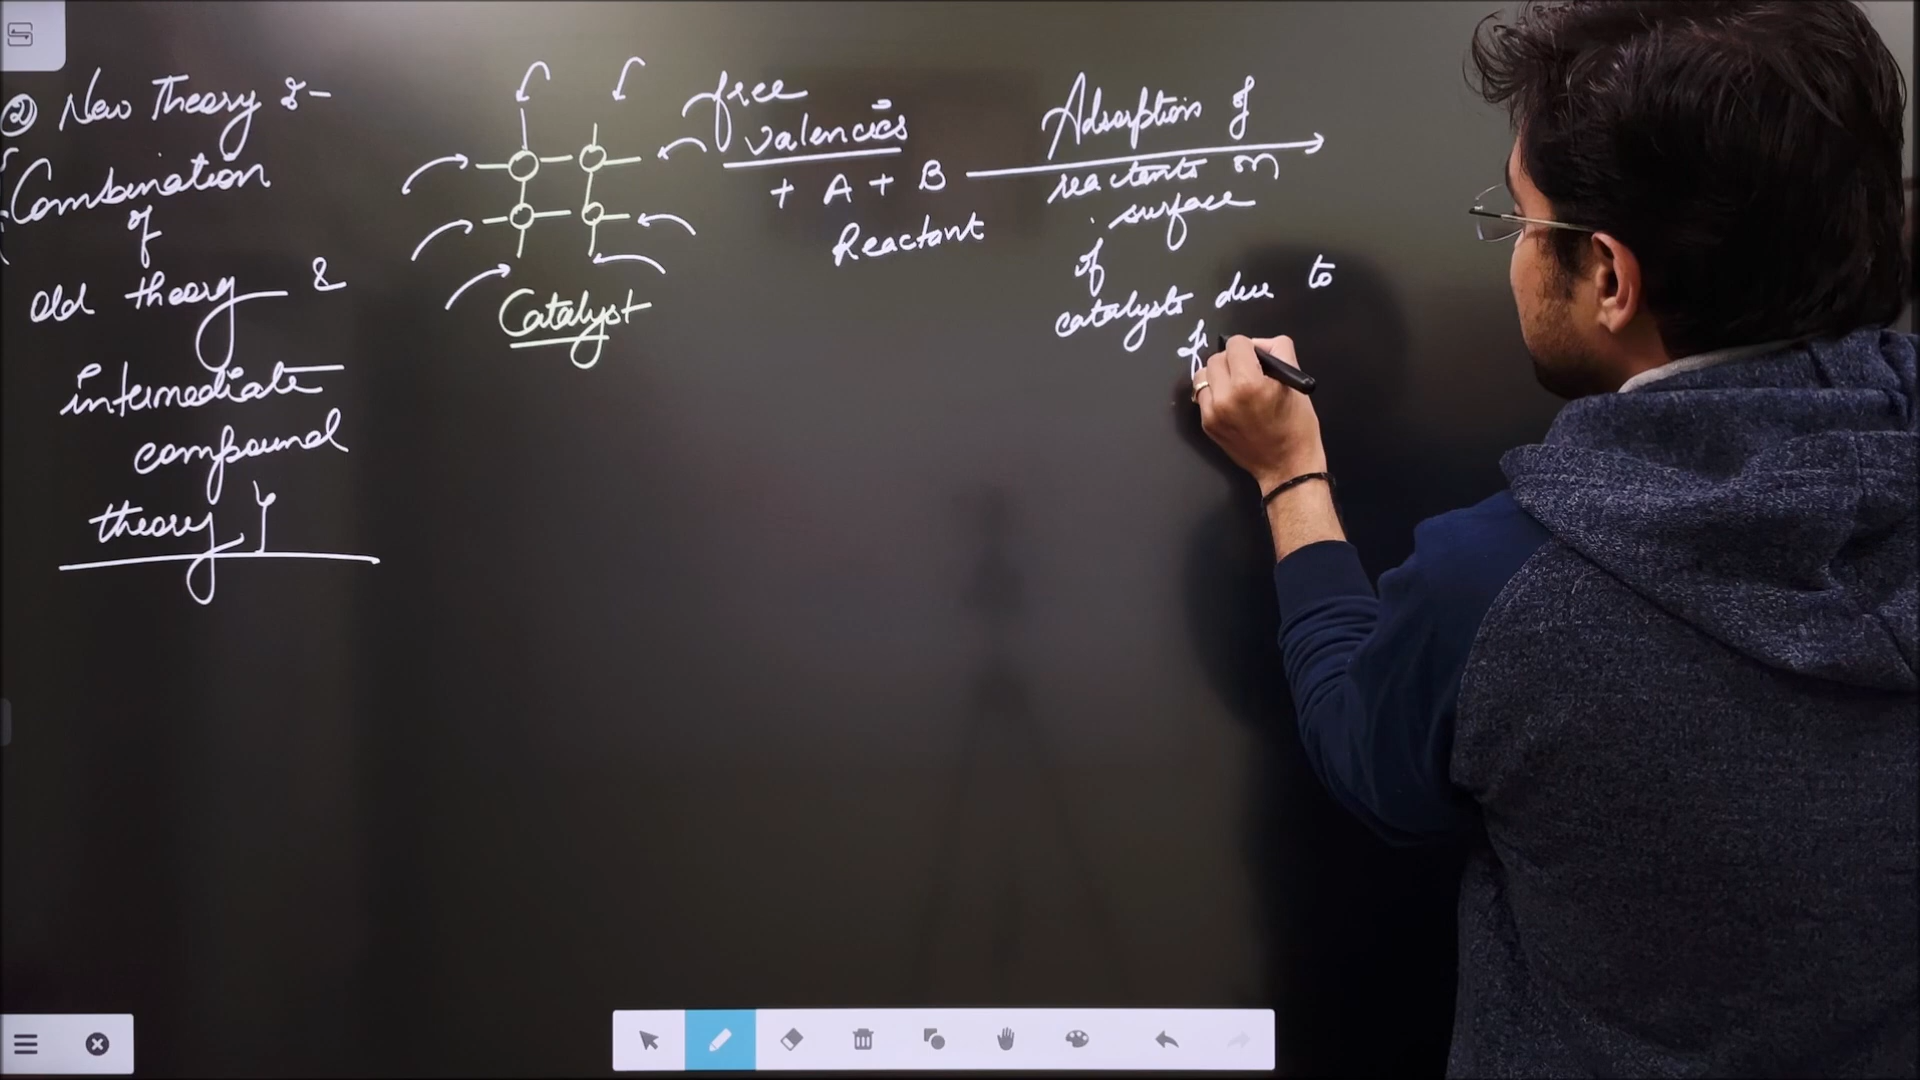 ② New Theory :-
{Combination
of
old theory &
intermediate
compound
theory}
Catalyst
free
valencies
+ A + B
Reactant
Adsorption of
reactants on
surface
of
catalysts due to